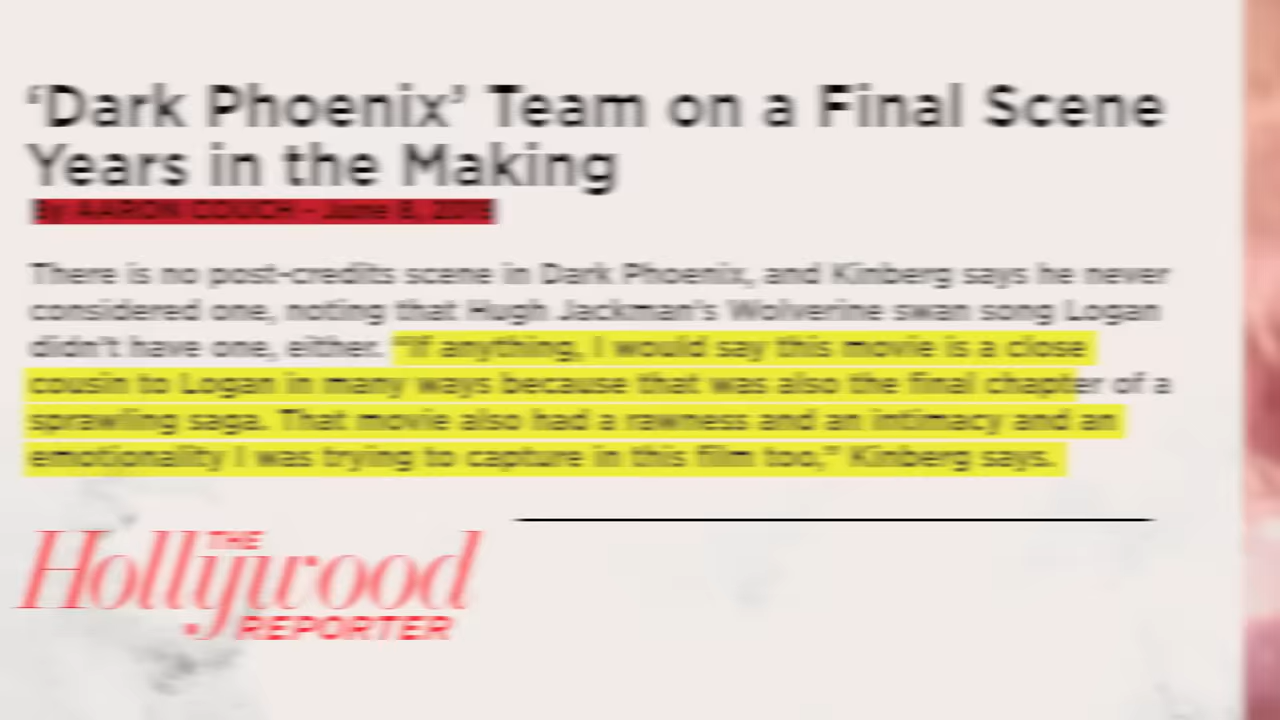 ‘Dark Phoenix’ Team on a Final Scene
Years in the Making
By AARON COUCH - June 8, 2019
There is no post-credits scene in Dark Phoenix, and Kinberg says he never
considered one, noting that Hugh Jackman's Wolverine swan song Logan
didn't have one, either. "If anything, I would say this movie is a close
cousin to Logan in many ways because that was also the final chapter of a
sprawling saga. That movie also had a rawness and an intimacy and an
emotionality I was trying to capture in this film too," Kinberg says.
THE
Hollywood
REPORTER